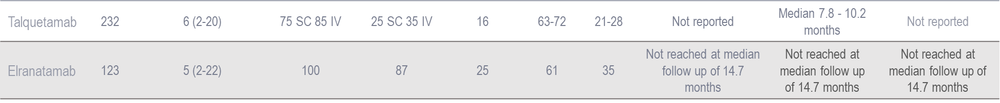 Talquetamab 232 6 (2-20) 75 SC 85 IV 25 SC 35 IV 16 63-72 21-28 Not reported Median 7.8 - 10.2 months Not reported
Elranatamab 123 5 (2-22) 100 87 25 61 35 Not reached at median follow up of 14.7 months Not reached at median follow up of 14.7 months Not reached at median follow up of 14.7 months